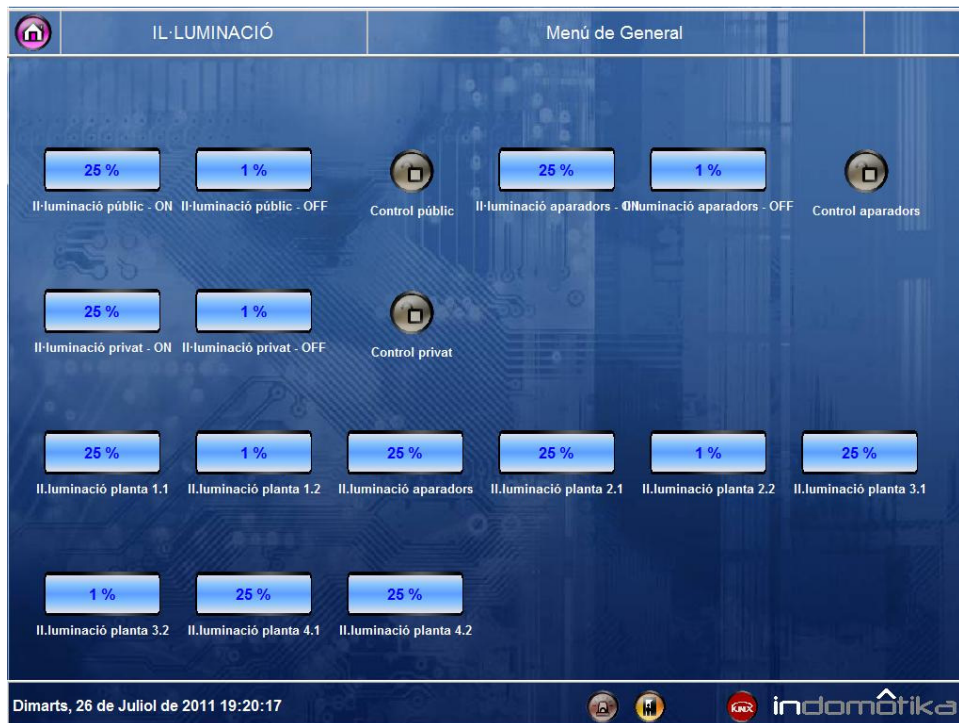 IL·LUMINACIÓ
Menú de General
25 %
1 %
25 %
1 %
Il·luminació públic - ON
Il·luminació públic - OFF
Control públic
Il·luminació aparadors - ON
Il·luminació aparadors - OFF
Control aparadors
25 %
1 %
Il·luminació privat - ON
Il·luminació privat - OFF
Control privat
25 %
1 %
25 %
25 %
1 %
25 %
Il.luminació planta 1.1
Il.luminació planta 1.2
Il.luminació aparadors
Il.luminació planta 2.1
Il.luminació planta 2.2
Il.luminació planta 3.1
1 %
25 %
25 %
Il.luminació planta 3.2
Il.luminació planta 4.1
Il.luminació planta 4.2
Dimarts, 26 de Juliol de 2011 19:20:17
KNX
indomôtika